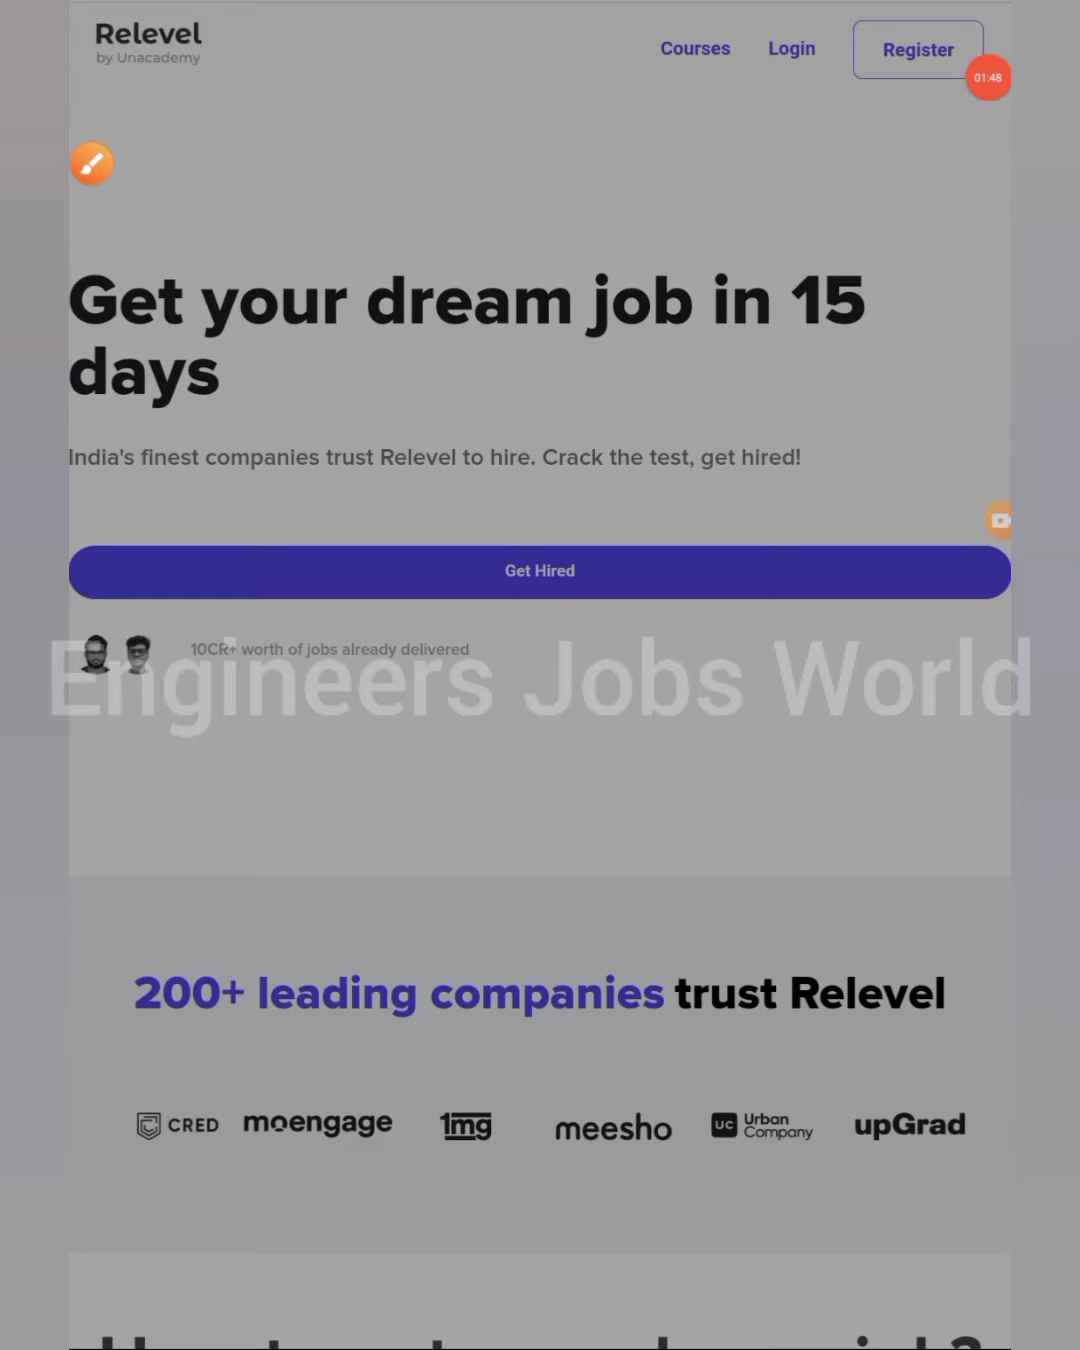 Relevel
by Unacademy
Courses Login Register
01:48
Get your dream job in 15
days
India's finest companies trust Relevel to hire. Crack the test, get hired!
Get Hired
10CR+ worth of jobs already delivered
Engineers Jobs World
200+ leading companies trust Relevel
CRED moengage 1mg meesho UC Urban Company upGrad